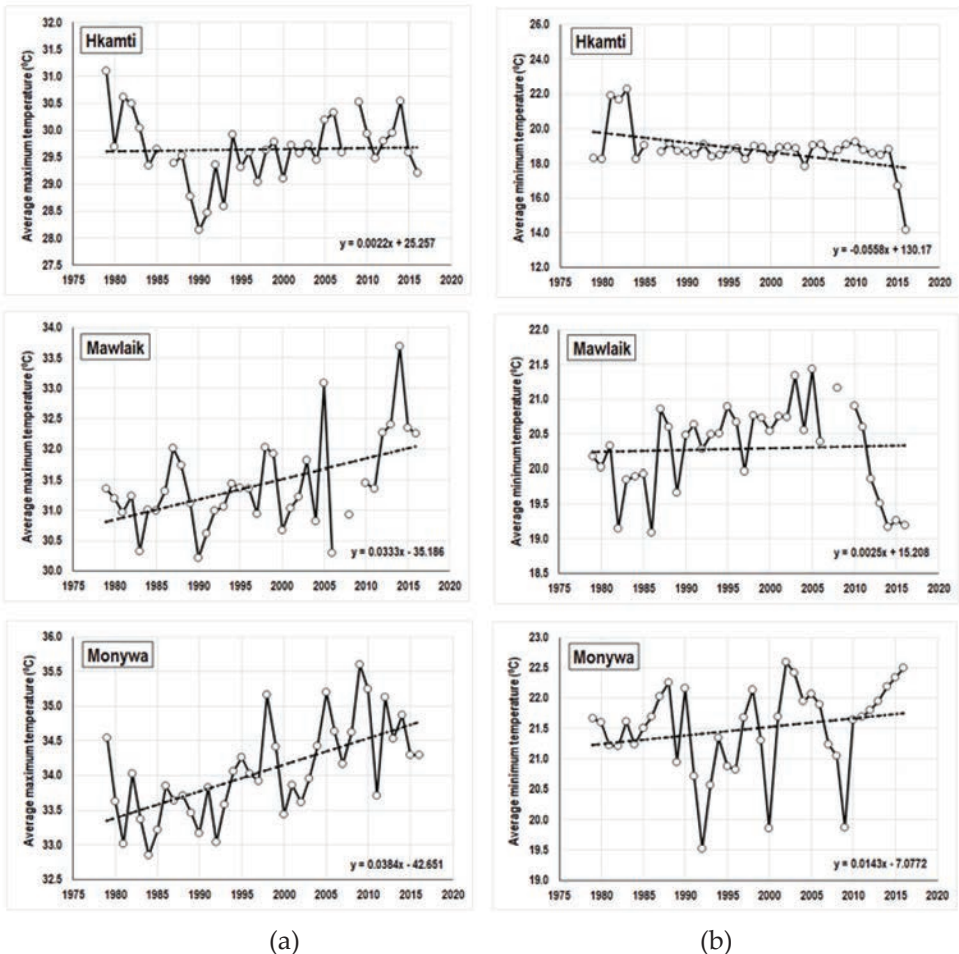 Hkamti
Average maximum temperature (⁰C)
32.0
31.5
31.0
30.5
30.0
29.5
29.0
28.5
28.0
27.5
1975 1980 1985 1990 1995 2000 2005 2010 2015 2020
y = 0.0022x + 25.257
Hkamti
Average minimum temperature (⁰C)
26.0
24.0
22.0
20.0
18.0
16.0
14.0
12.0
1975 1980 1985 1990 1995 2000 2005 2010 2015 2020
y = -0.0558x + 130.17
Mawlaik
Average maximum temperature (⁰C)
34.0
33.5
33.0
32.5
32.0
31.5
31.0
30.5
30.0
1975 1980 1985 1990 1995 2000 2005 2010 2015 2020
y = 0.0333x - 35.186
Mawlaik
Average minimum temperature (⁰C)
22.0
21.5
21.0
20.5
20.0
19.5
19.0
18.5
1975 1980 1985 1990 1995 2000 2005 2010 2015 2020
y = 0.0025x + 15.208
Monywa
Average maximum temperature (⁰C)
36.0
35.5
35.0
34.5
34.0
33.5
33.0
32.5
1975 1980 1985 1990 1995 2000 2005 2010 2015 2020
y = 0.0384x - 42.651
Monywa
Average minimum temperature (⁰C)
23.0
22.5
22.0
21.5
21.0
20.5
20.0
19.5
19.0
1975 1980 1985 1990 1995 2000 2005 2010 2015 2020
y = 0.0143x - 7.0772
(a)
(b)